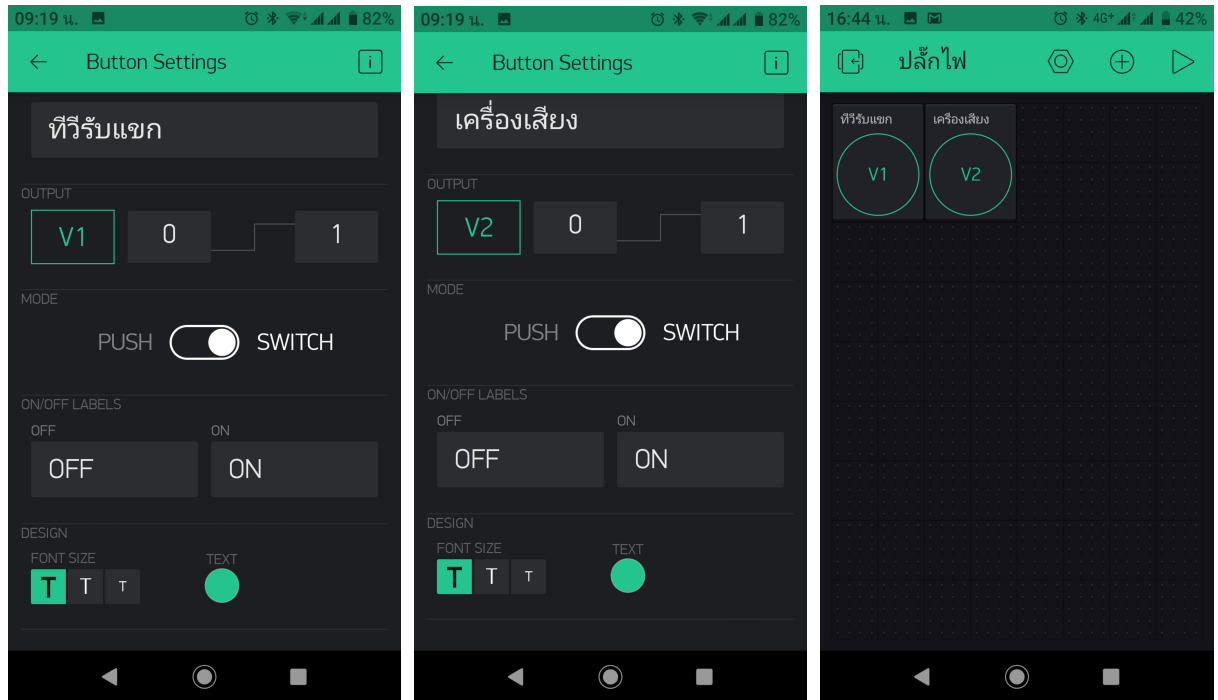 09:19 น.
82%
Button Settings
i
ทีวีรับแขก
OUTPUT
V1 0 1
MODE
PUSH SWITCH
ON/OFF LABELS
OFF ON
OFF ON
DESIGN
FONT SIZE TEXT
T T T
09:19 น.
82%
Button Settings
i
เครื่องเสียง
OUTPUT
V2 0 1
MODE
PUSH SWITCH
ON/OFF LABELS
OFF ON
OFF ON
DESIGN
FONT SIZE TEXT
T T T
16:44 น.
4G+ 42%
ปลั๊กไฟ
ทีวีรับแขก เครื่องเสียง
V1 V2